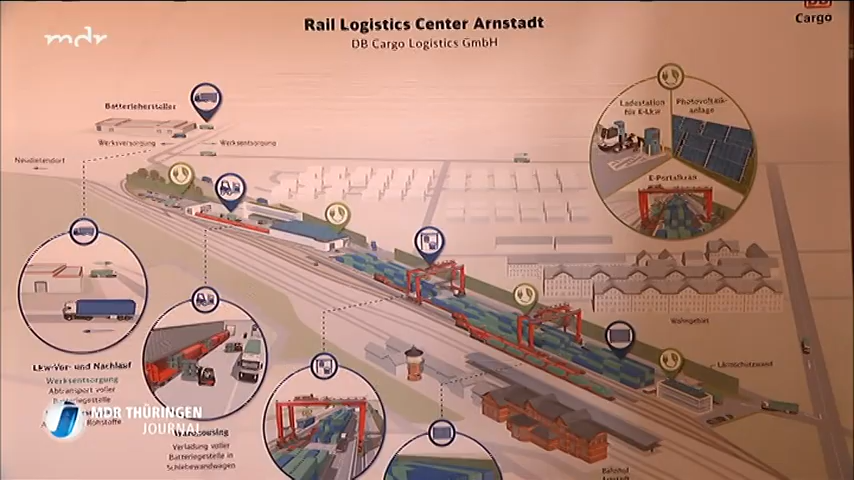 Rail Logistics Center Arnstadt
DB Cargo Logistics GmbH
DB
Cargo
mdr
Batteriehersteller
Werksversorgung
Werksentsorgung
Neudietendorf
Ladestation
für E-Lkw
Photovoltaik-
anlage
E-Portalkran
Wohngebiet
Lärmschutzwand
Bahnhof
Arnstadt
Lkw-Vor- und Nachlauf
Werksentsorgung
Abtransport voller
Batteriegestelle
Rohstoffe
MDR THÜRINGEN
JOURNAL
Warehousing
Verladung voller
Batteriegestelle in
Schiebewandwagen